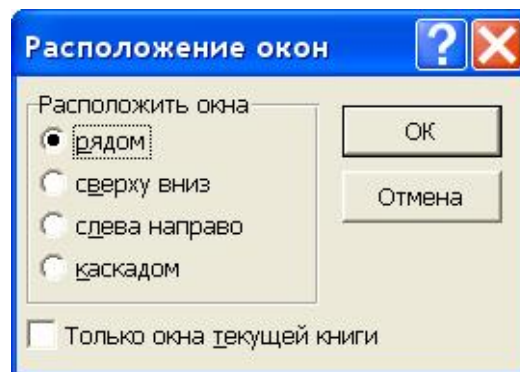 Расположение окон
Расположить окна
рядом
сверху вниз
слева направо
каскадом
ОК
Отмена
Только окна текущей книги